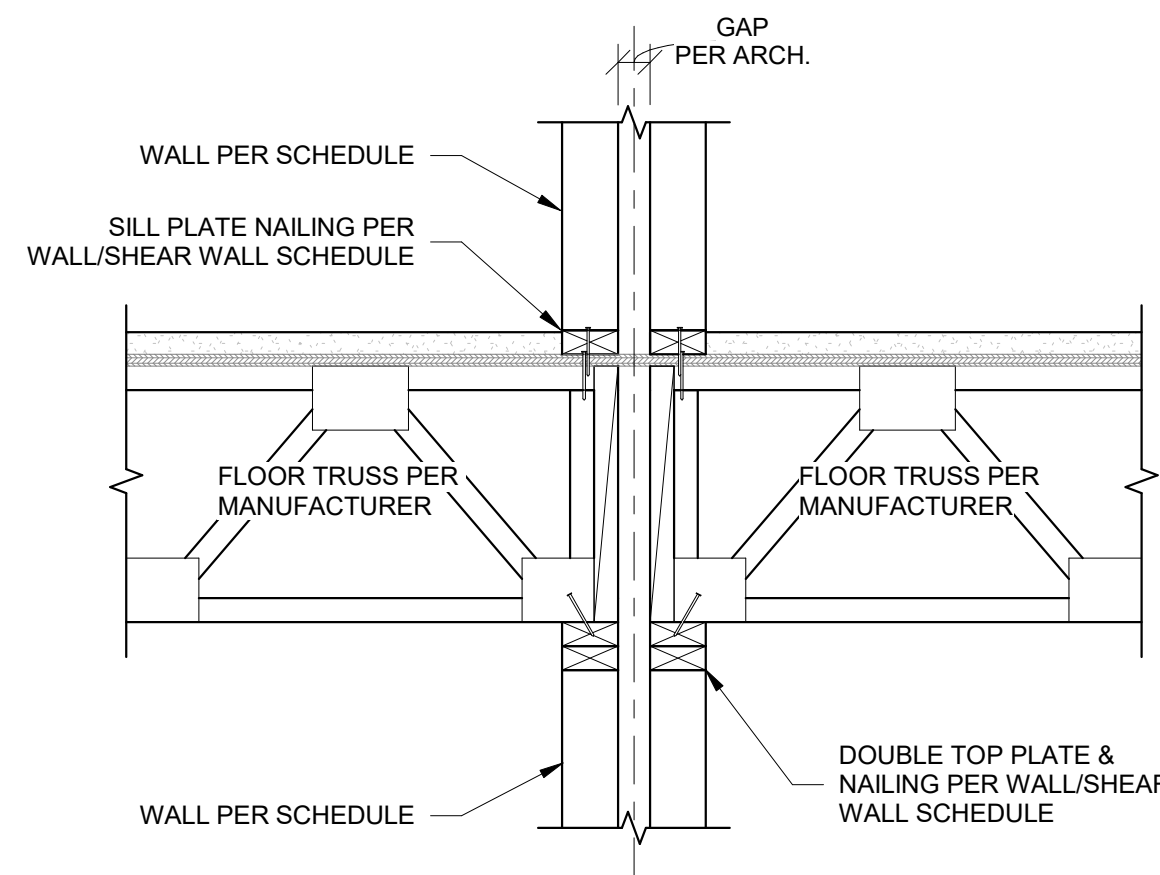 GAP
PER ARCH.
WALL PER SCHEDULE
SILL PLATE NAILING PER
WALL/SHEAR WALL SCHEDULE
FLOOR TRUSS PER
MANUFACTURER
FLOOR TRUSS PER
MANUFACTURER
DOUBLE TOP PLATE &
NAILING PER WALL/SHEAR
WALL SCHEDULE
WALL PER SCHEDULE